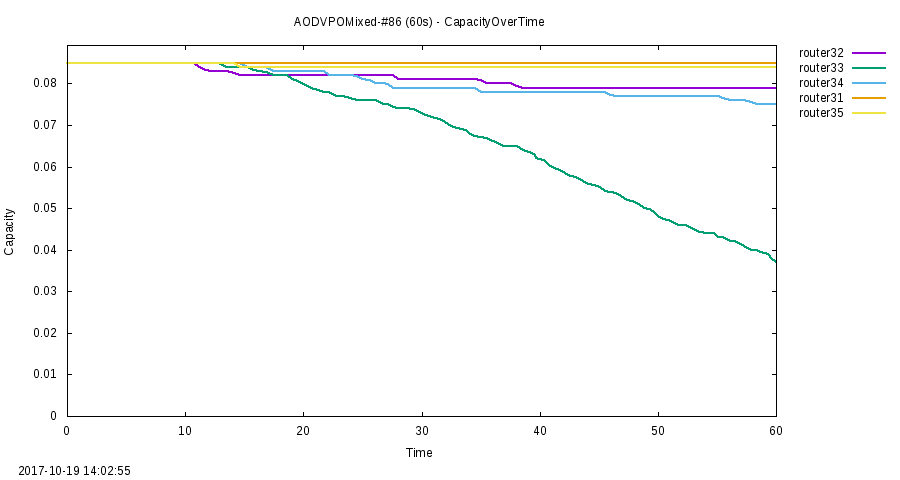 AODVPOMixed-#86 (60s) - CapacityOverTime
router32
router33
router34
router31
router35
0.08
0.07
0.06
0.05
0.04
0.03
0.02
0.01
0
Capacity
0 10 20 30 40 50 60
Time
2017-10-19 14:02:55